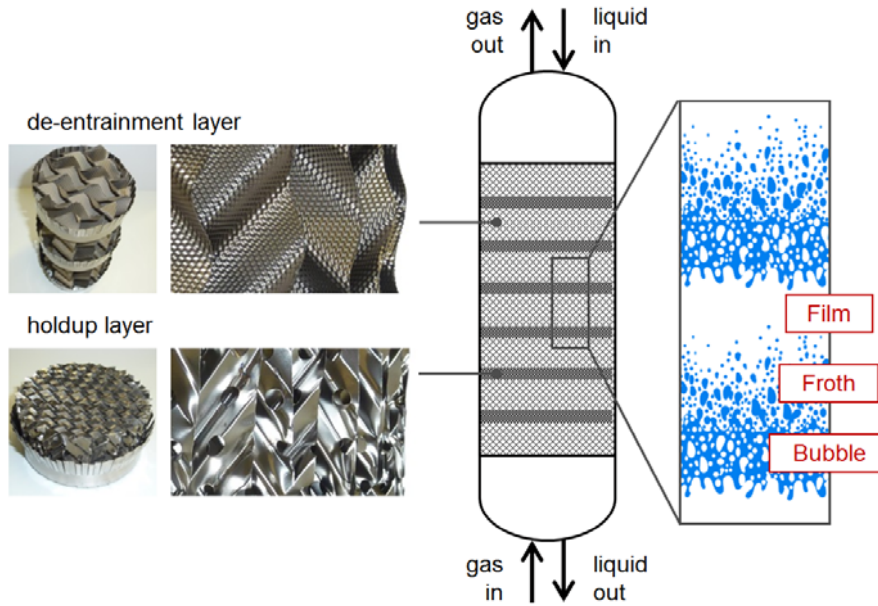 gas
out
liquid
in
de-entrainment layer
holdup layer
Film
Froth
Bubble
gas
in
liquid
out